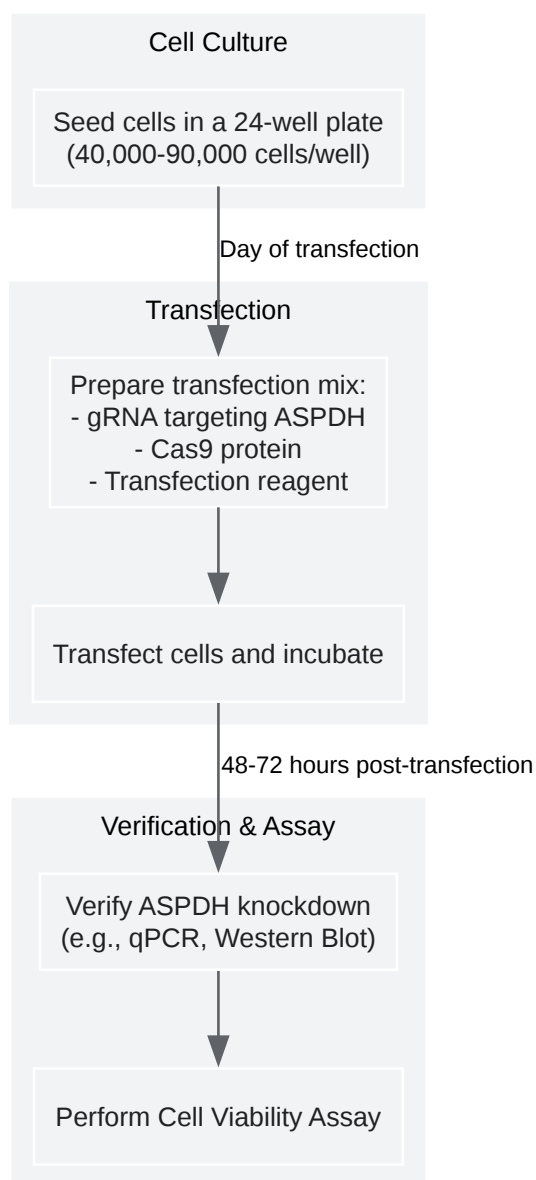 Cell Culture
Seed cells in a 24-well plate
(40,000-90,000 cells/well)
Day of transfection
Transfection
Prepare transfection mix:
- gRNA targeting ASPDH
- Cas9 protein
- Transfection reagent
Transfect cells and incubate
48-72 hours post-transfection
Verification & Assay
Verify ASPDH knockdown
(e.g., qPCR, Western Blot)
Perform Cell Viability Assay